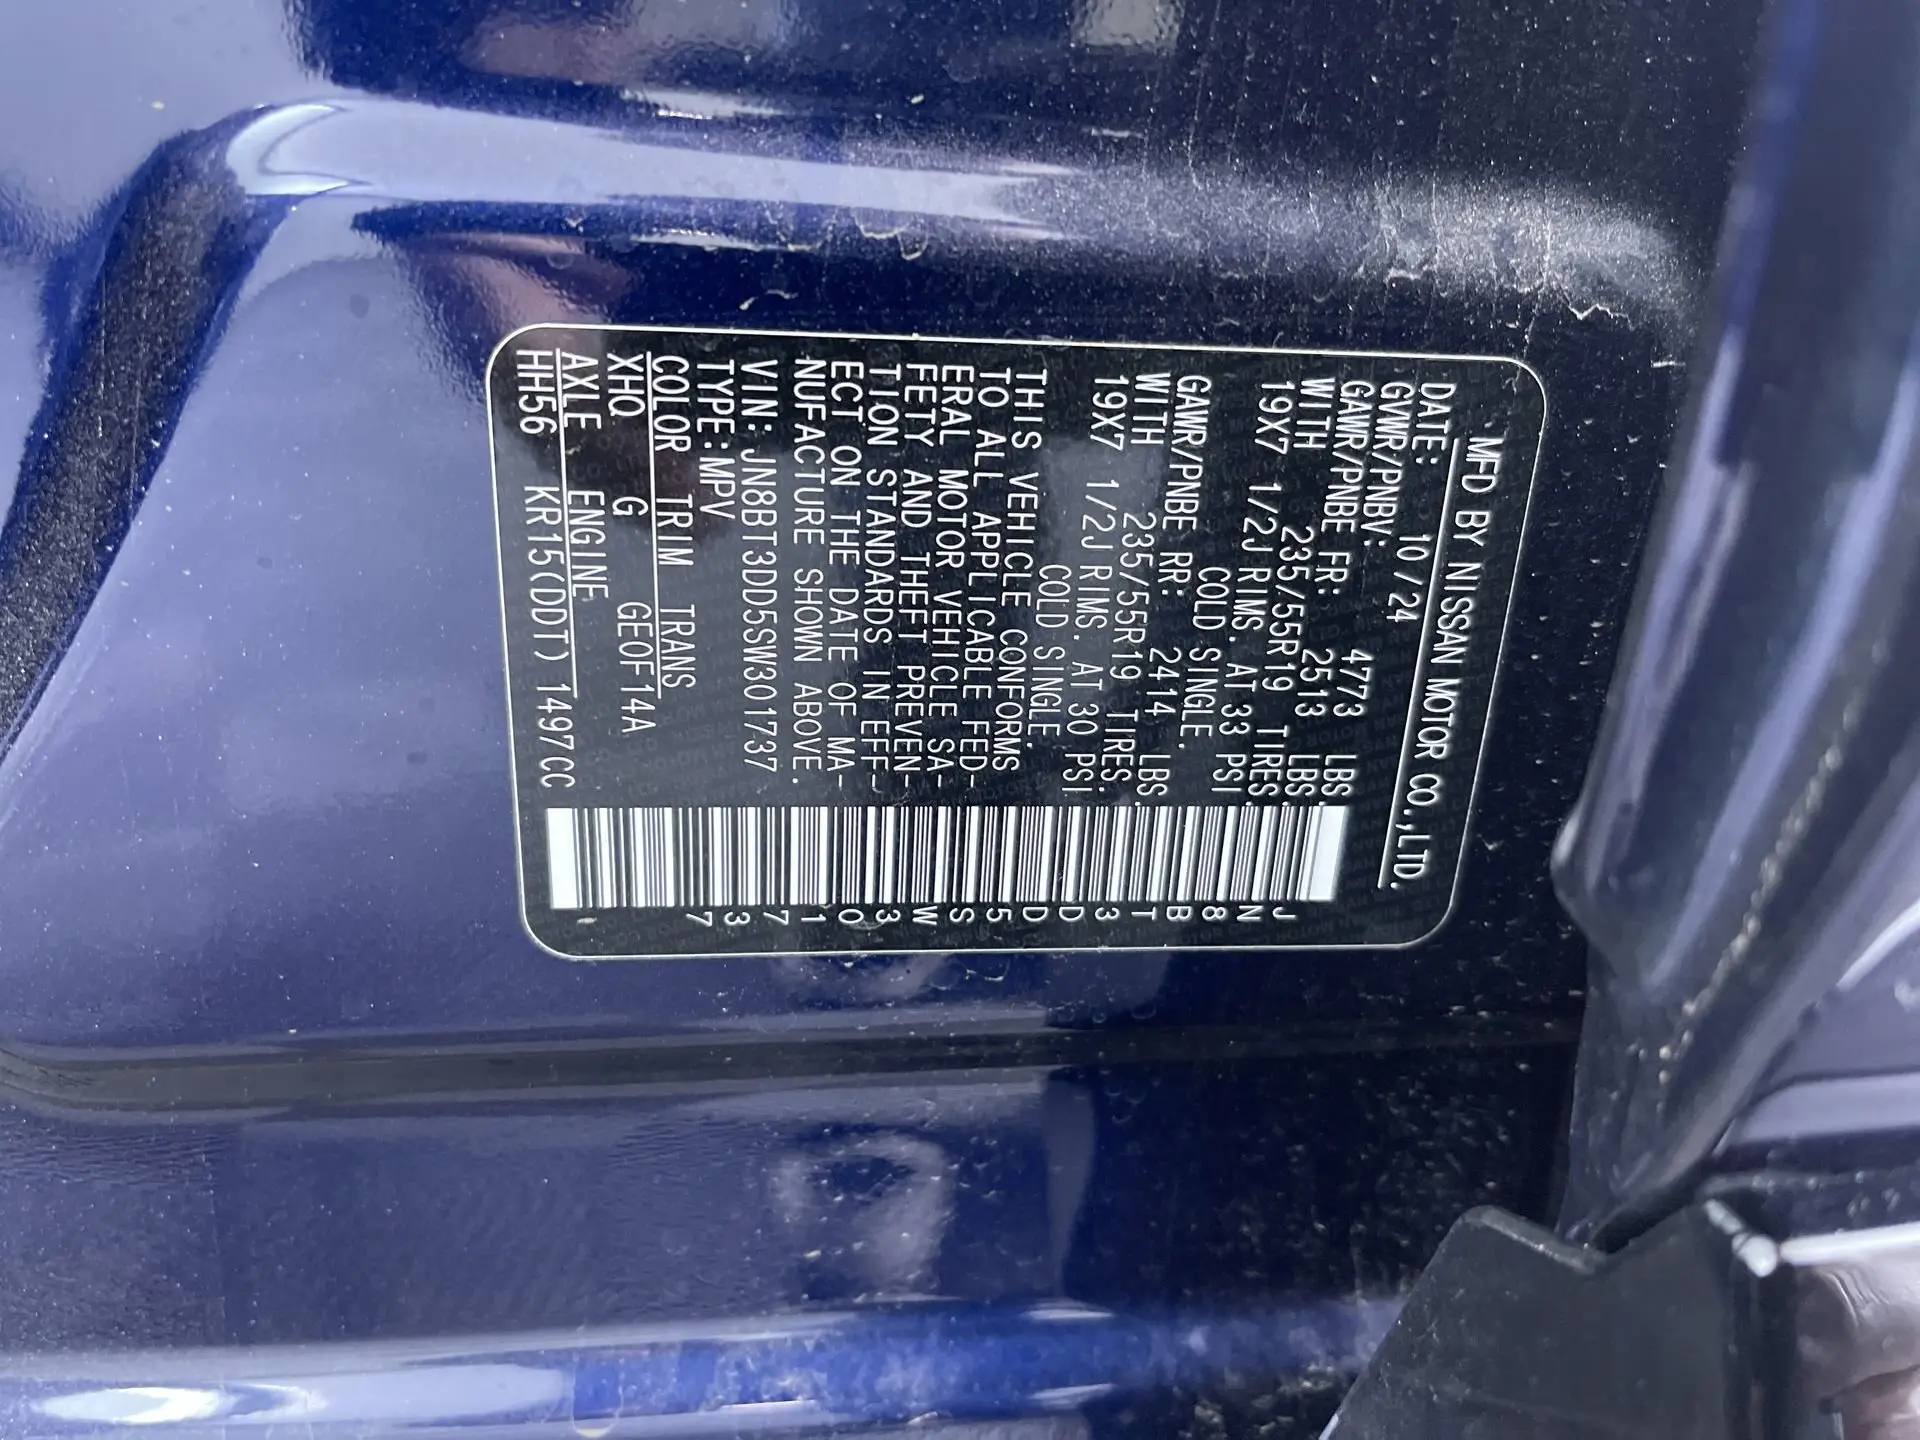 MFD BY NISSAN MOTOR CO.,LTD.
DATE: 10/24
GVWR/PNBV: 4773 LBS.
GAWR/PNBE FR: 2513 LBS.
WITH 235/55R19 TIRES.
19X7 1/2J RIMS. AT 33 PSI
COLD SINGLE.
GAWR/PNBE RR: 2414 LBS.
WITH 235/55R19 TIRES.
19X7 1/2J RIMS. AT 30 PSI
COLD SINGLE.
THIS VEHICLE CONFORMS
TO ALL APPLICABLE FED-
ERAL MOTOR VEHICLE SA-
FETY AND THEFT PREVEN-
TION STANDARDS IN EFF-
ECT ON THE DATE OF MA-
NUFACTURE SHOWN ABOVE.
VIN: JN8BT3DD5SW301737
TYPE:MPV
COLOR TRIM TRANS
XHQ G GE0F14A
AXLE ENGINE
HH56 KR15(DDT) 1497CC
JN8BT3DD5SW301737